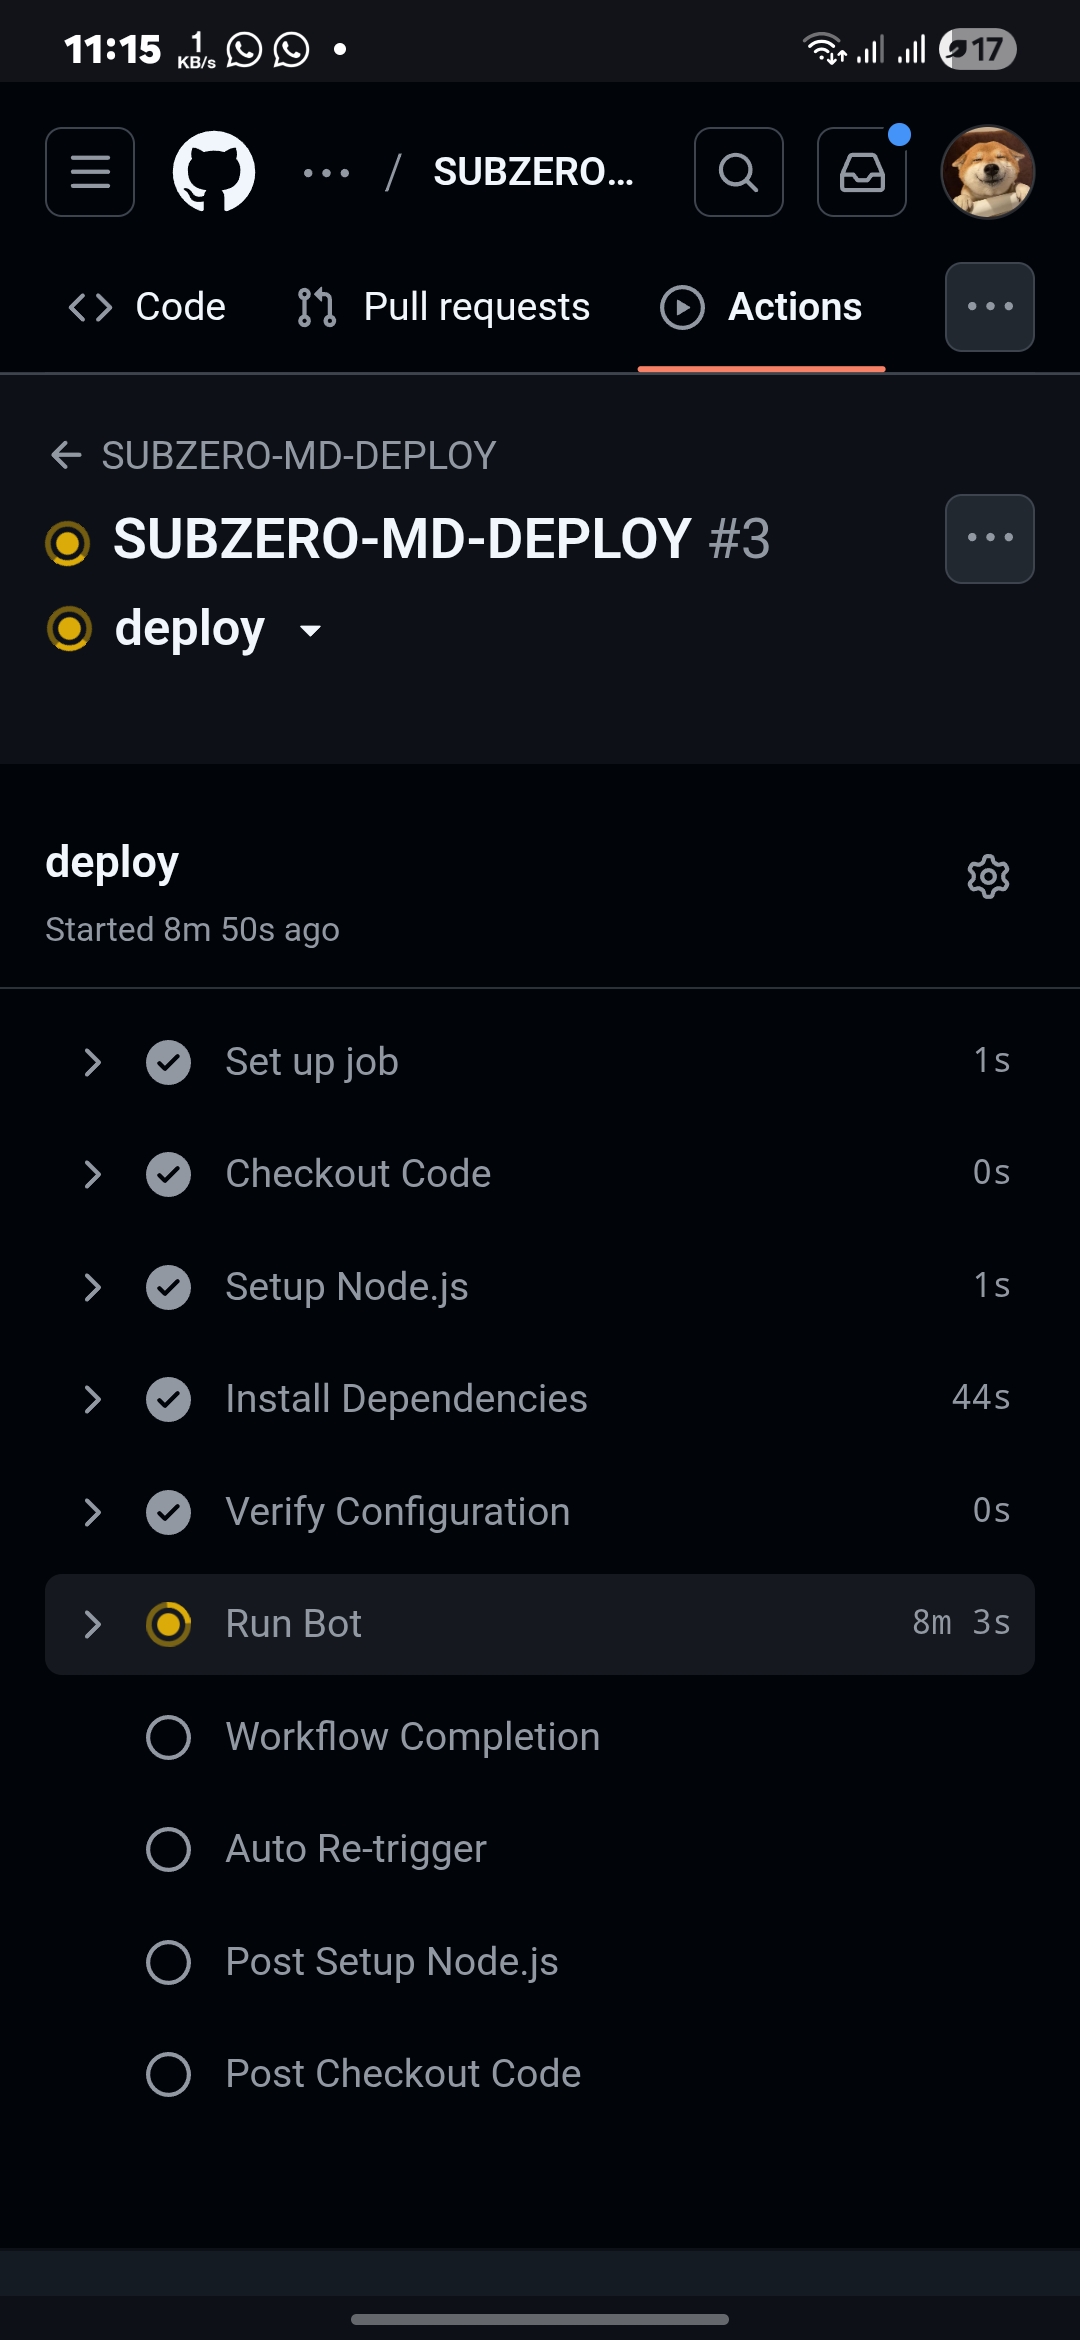 11:15 1 KB/s 17
··· / SUBZERO...
Code Pull requests Actions
SUBZERO-MD-DEPLOY
SUBZERO-MD-DEPLOY #3
deploy
deploy
Started 8m 50s ago
Set up job 1s
Checkout Code 0s
Setup Node.js 1s
Install Dependencies 44s
Verify Configuration 0s
Run Bot 8m 3s
Workflow Completion
Auto Re-trigger
Post Setup Node.js
Post Checkout Code